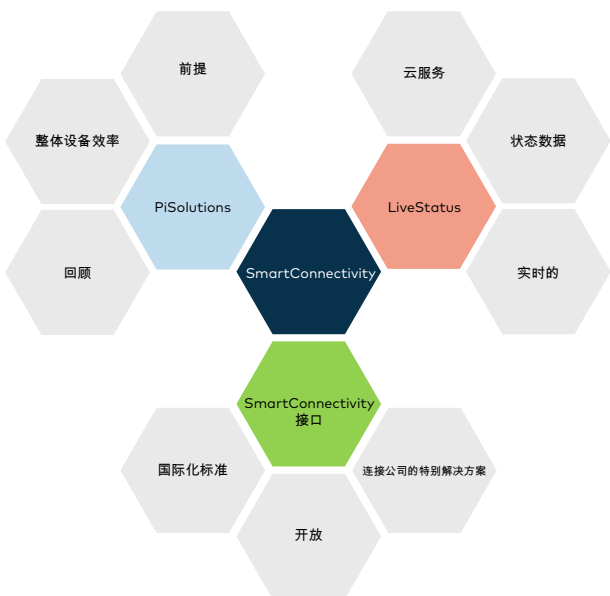 前提
云服务
整体设备效率
状态数据
PiSolutions
LiveStatus
回顾
SmartConnectivity
实时的
SmartConnectivity
接口
国际化标准
连接公司的特别解决方案
开放